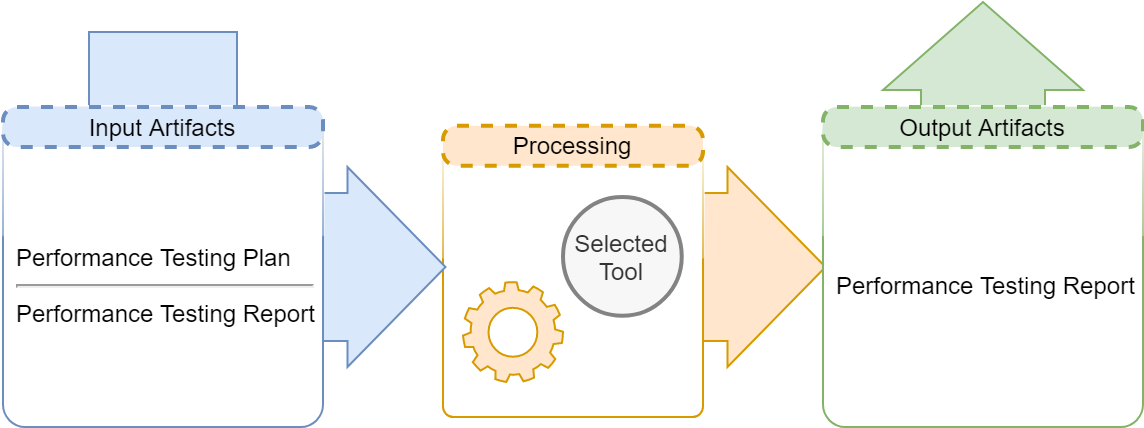 Input Artifacts
Performance Testing Plan
Performance Testing Report
Processing
Selected
Tool
Output Artifacts
Performance Testing Report